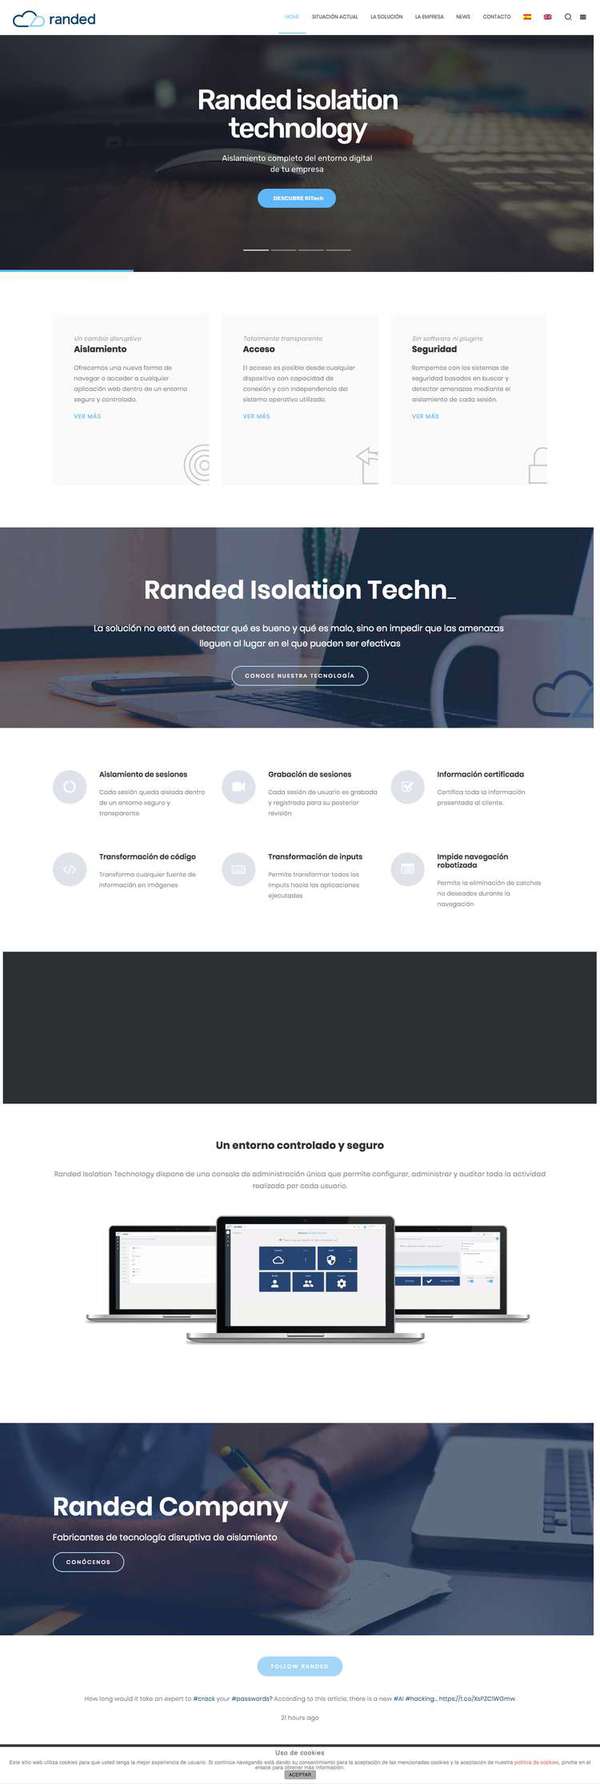 randed
HOME SITUACIÓN ACTUAL LA SOLUCIÓN LA EMPRESA NEWS CONTACTO
Randed isolation
technology
Aislamiento completo del entorno digital
de tu empresa
DESCUBRE RITech
Un cambio disruptivo
Aislamiento
Ofrecemos una nueva forma de
navegar o acceder a cualquier
aplicación web dentro de un entorno
seguro y controlado.
VER MÁS
Totalmente transparente
Acceso
El acceso es posible desde cualquier
dispositivo con capacidad de
conexión y con independencia del
sistema operativo utilizado.
VER MÁS
Sin software ni plugins
Seguridad
Rompemos con los sistemas de
seguridad basados en buscar y
detectar amenazas mediante el
aislamiento de cada sesión.
VER MÁS
Randed Isolation Techn_
La solución no está en detectar qué es bueno y qué es malo, sino en impedir que las amenazas
lleguen al lugar en el que pueden ser efectivas
CONOCE NUESTRA TECNOLOGÍA
Aislamiento de sesiones
Cada sesión queda aislada dentro
de un entorno seguro y
transparente
Grabación de sesiones
Cada sesión de usuario es grabada
y registrada para su posterior
revisión
Información certificada
Certifica toda la información
presentada al cliente.
Transformación de código
Transforma cualquier fuente de
información en imágenes
Transformación de inputs
Permite transformar todos los
imputs hacia las aplicaciones
ejecutadas
Impide navegación
robotizada
Permite la eliminación de catches
no deseados durante la
navegación
Un entorno controlado y seguro
Randed Isolation Technology dispone de una consola de administración única que permite configurar, administrar y auditar toda la actividad
realizada por cada usuario.
Randed Company
Fabricantes de tecnología disruptiva de aislamiento
CONÓCENOS
FOLLOW RANDED
How long would it take an expert to #crack your #passwords? According to this article, there is a new #AI #hacking…
21 hours ago
Uso de cookies
Este sitio web utiliza cookies para que usted tenga la mejor experiencia de usuario. Si continúa navegando está dando su consentimiento para la aceptación de las mencionadas cookies y la aceptación de nuestra política de cookies, pinche en el
enlace para obtener más información.
ACEPTAR